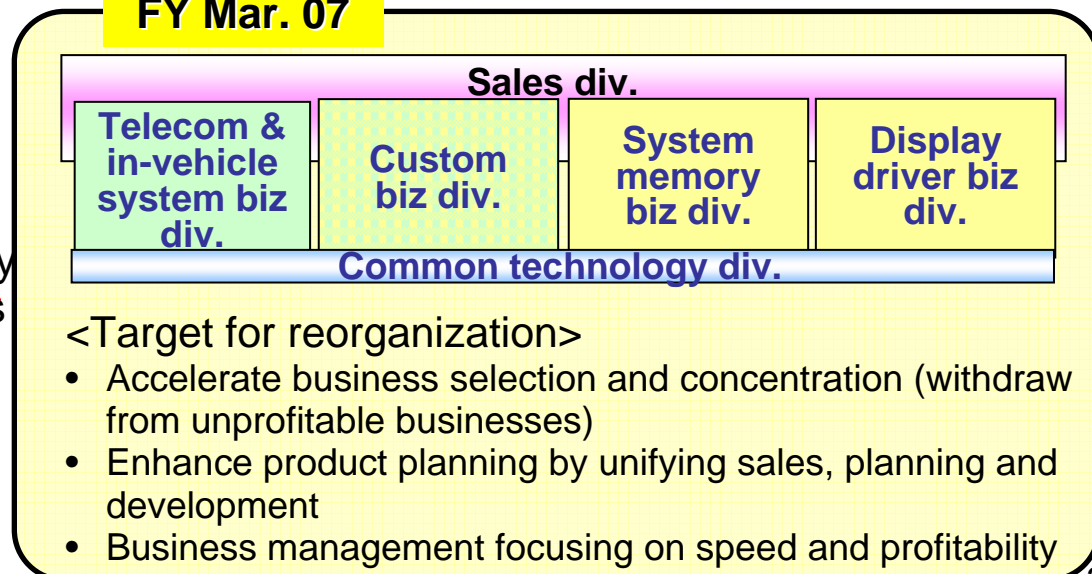 FY Mar. 07
Sales div.
Telecom &
in-vehicle
system biz
div.
Custom
biz div.
System
memory
biz div.
Display
driver biz
div.
Common technology div.
<Target for reorganization>
• Accelerate business selection and concentration (withdraw
from unprofitable businesses)
• Enhance product planning by unifying sales, planning and
development
• Business management focusing on speed and profitability